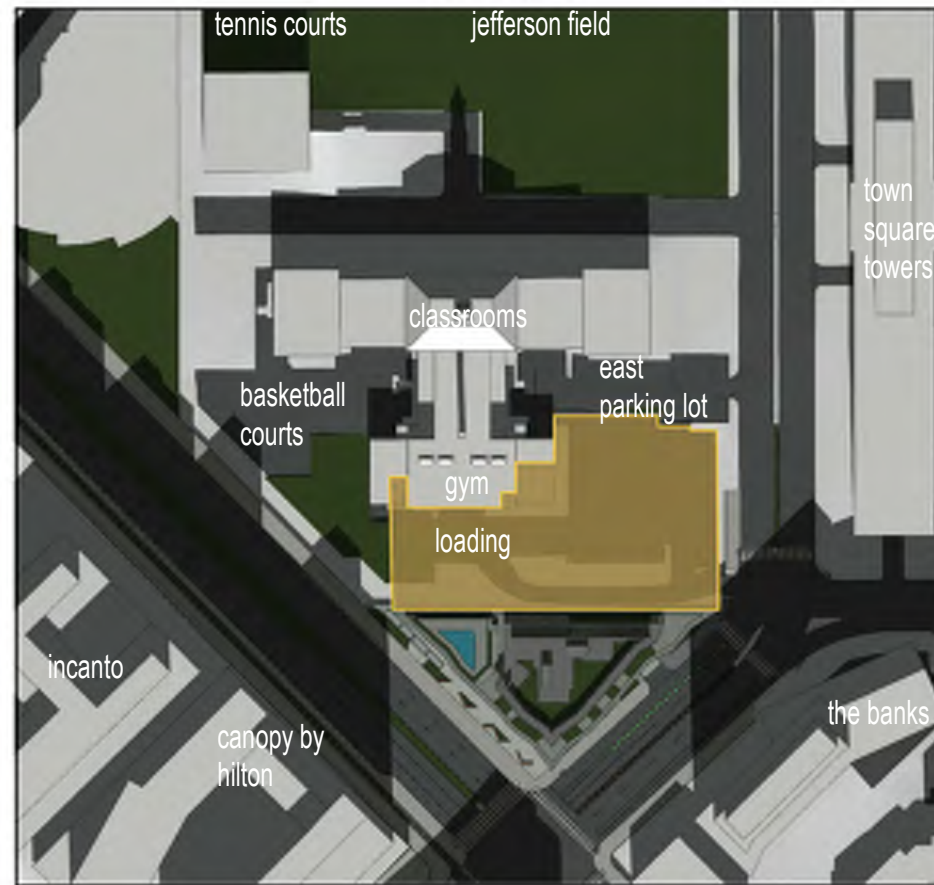 tennis courts
jefferson field
town
square
towers
classrooms
east
parking lot
basketball
courts
gym
loading
incanto
the banks
canopy by
hilton